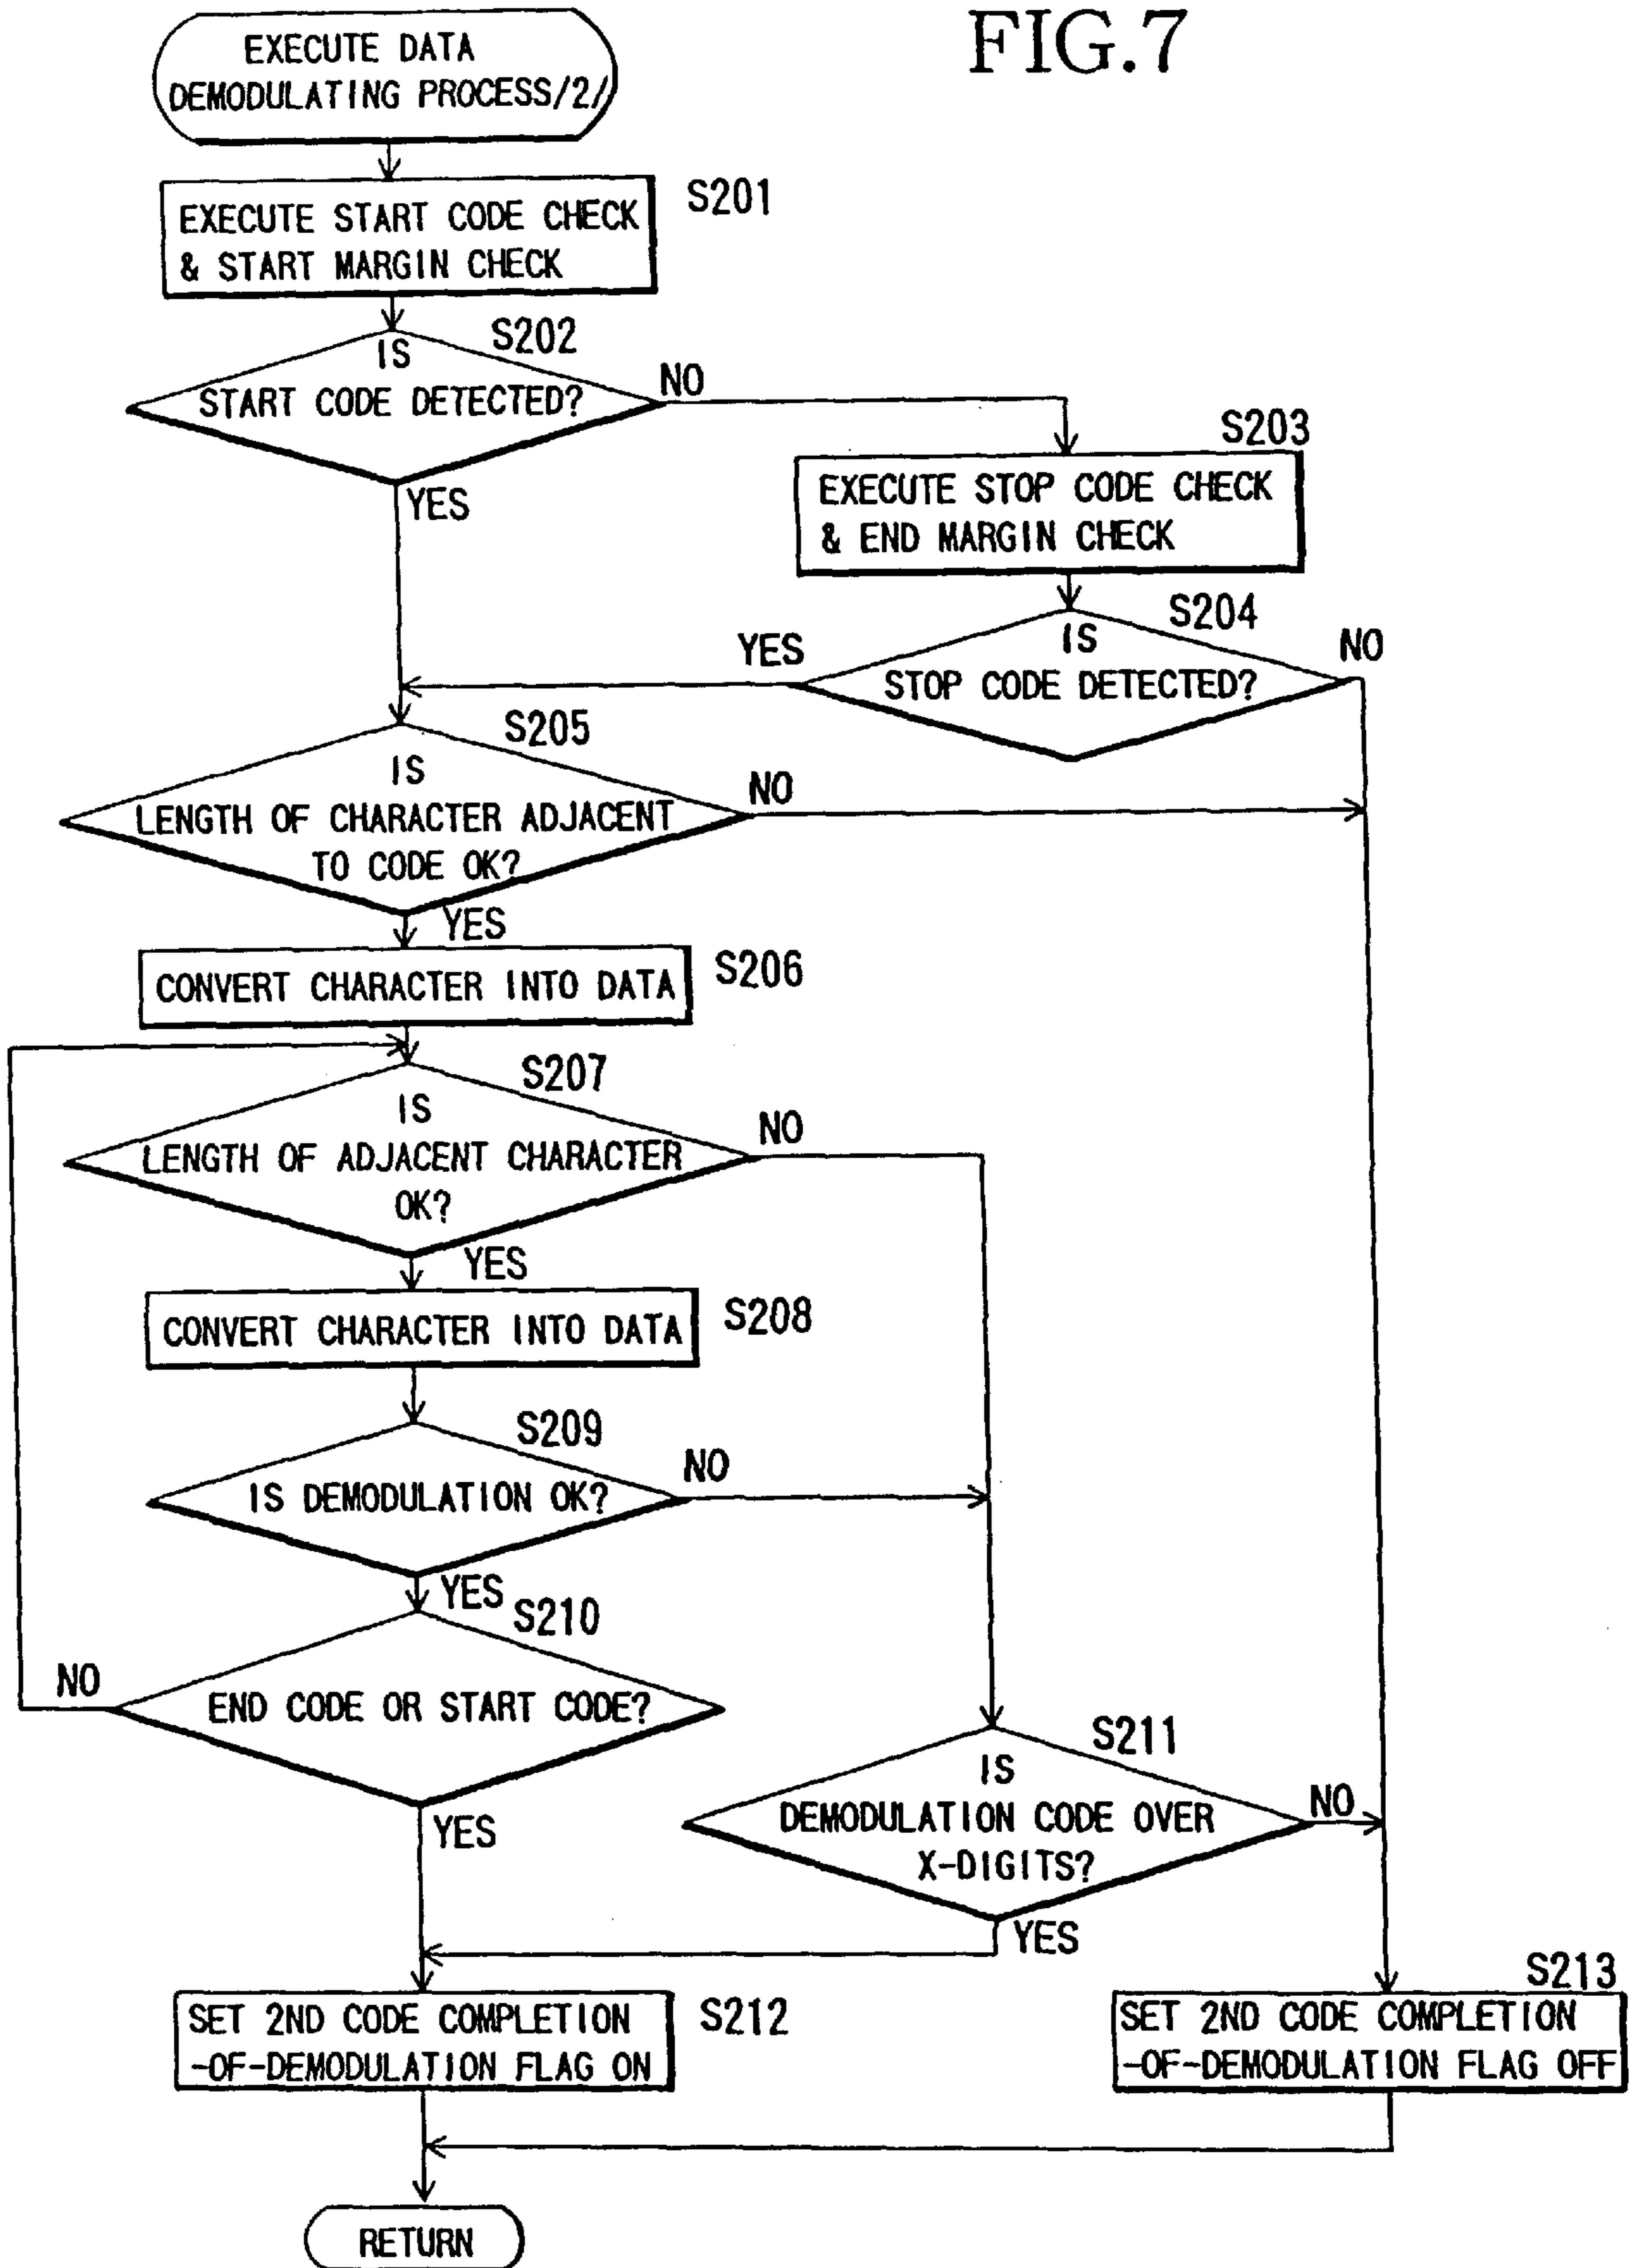 FIG.7
EXECUTE DATA
DEMODULATING PROCESS/2/
S201
EXECUTE START CODE CHECK
& START MARGIN CHECK
S202
IS
START CODE DETECTED?
NO
YES
S203
EXECUTE STOP CODE CHECK
& END MARGIN CHECK
S204
IS
STOP CODE DETECTED?
YES
NO
S205
IS
LENGTH OF CHARACTER ADJACENT
TO CODE OK?
NO
YES
S206
CONVERT CHARACTER INTO DATA
S207
IS
LENGTH OF ADJACENT CHARACTER
OK?
NO
YES
S208
CONVERT CHARACTER INTO DATA
S209
IS DEMODULATION OK?
NO
YES
S210
END CODE OR START CODE?
NO
YES
S211
IS
DEMODULATION CODE OVER
X-DIGITS?
NO
YES
S212
SET 2ND CODE COMPLETION
-OF-DEMODULATION FLAG ON
S213
SET 2ND CODE COMPLETION
-OF-DEMODULATION FLAG OFF
RETURN